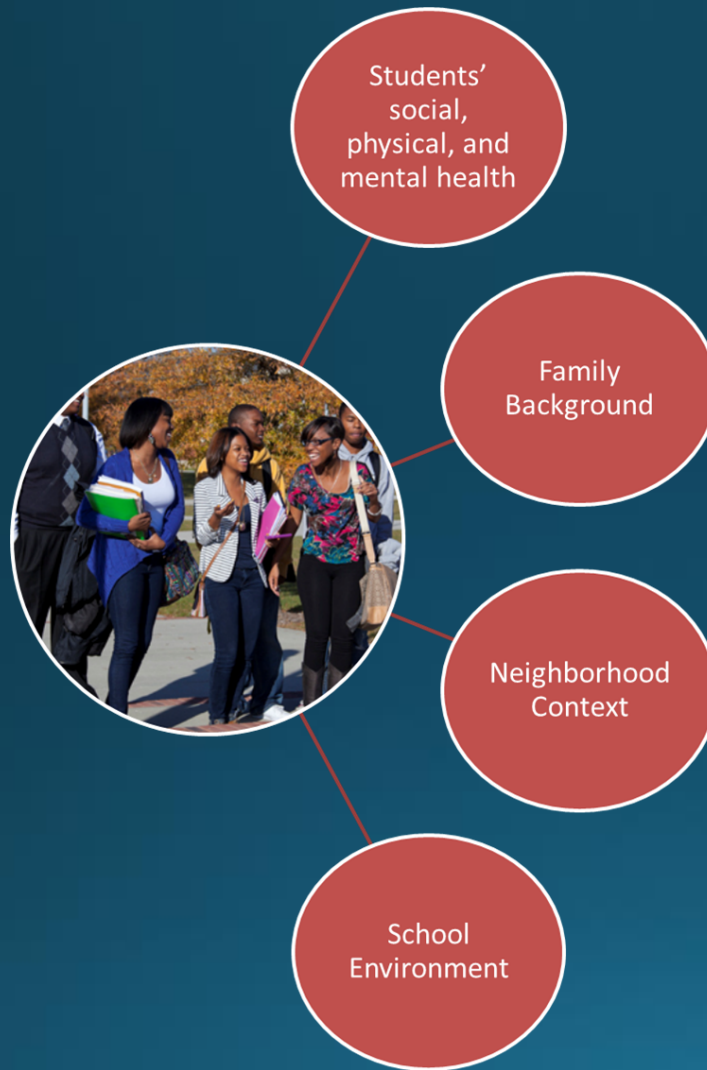 Students’
social,
physical, and
mental health
Family
Background
Neighborhood
Context
School
Environment